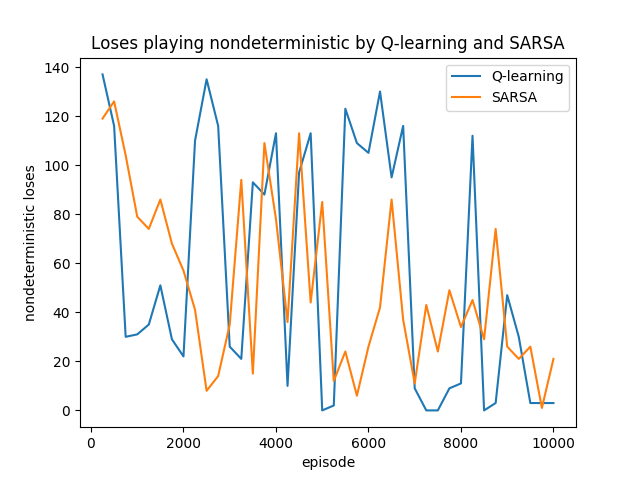 Loses playing nondeterministic by Q-learning and SARSA
Q-learning
SARSA
nondeterministic loses
140
120
100
80
60
40
20
0
0 2000 4000 6000 8000 10000
episode